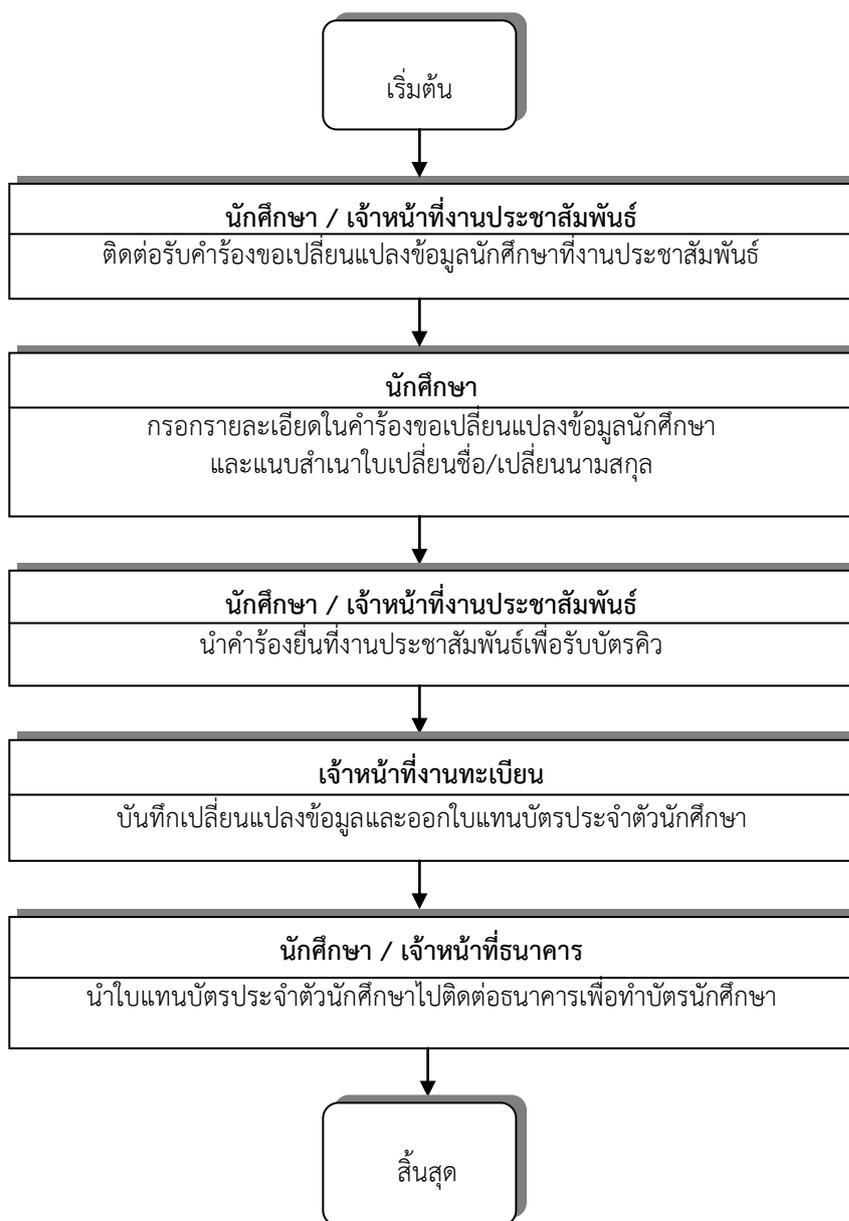 เริ่มต้น
นักศึกษา / เจ้าหน้าที่งานประชาสัมพันธ์
ติดต่อรับคำร้องขอเปลี่ยนแปลงข้อมูลนักศึกษาที่งานประชาสัมพันธ์
นักศึกษา
กรอกรายละเอียดในคำร้องขอเปลี่ยนแปลงข้อมูลนักศึกษา
และแนบสำเนาใบเปลี่ยนชื่อ/เปลี่ยนนามสกุล
นักศึกษา / เจ้าหน้าที่งานประชาสัมพันธ์
นำคำร้องยื่นที่งานประชาสัมพันธ์เพื่อรับบัตรคิว
เจ้าหน้าที่งานทะเบียน
บันทึกเปลี่ยนแปลงข้อมูลและออกใบแทนบัตรประจำตัวนักศึกษา
นักศึกษา / เจ้าหน้าที่ธนาคาร
นำใบแทนบัตรประจำตัวนักศึกษาไปติดต่อธนาคารเพื่อทำบัตรนักศึกษา
สิ้นสุด